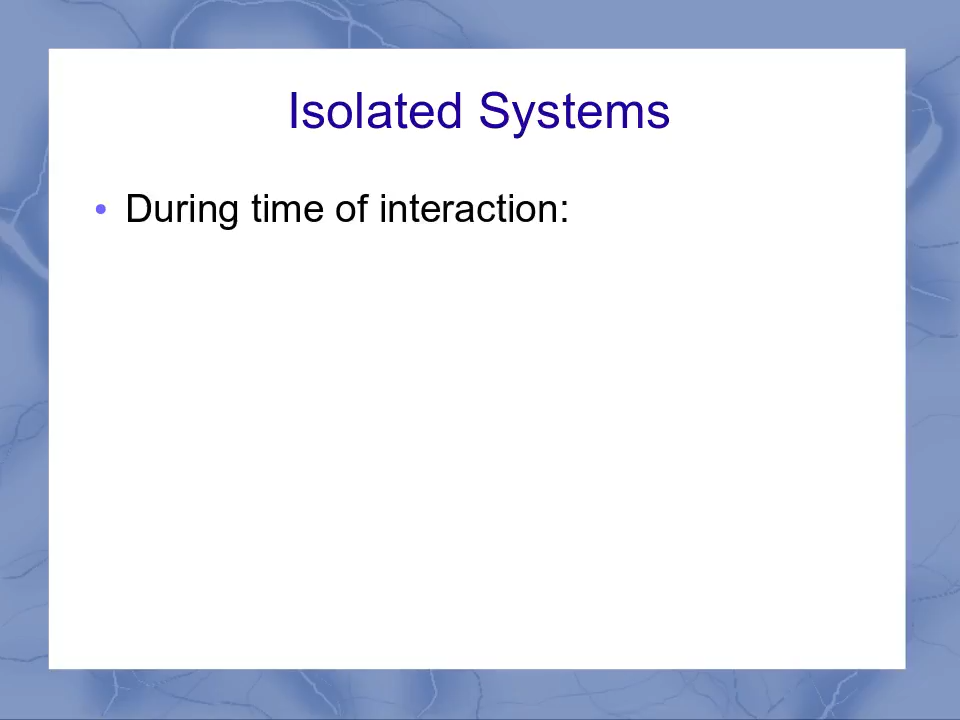 Isolated Systems
• During time of interaction: